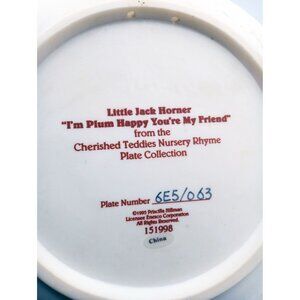 Little Jack Horner
"I'm Plum Happy You're My Friend"
from the
Cherished Teddies Nursery Rhyme
Plate Collection
Plate Number 6E5/063
©1995 Priscilla Hillman
Licensee Enesco Corporation
All Rights Reserved.
151998
China